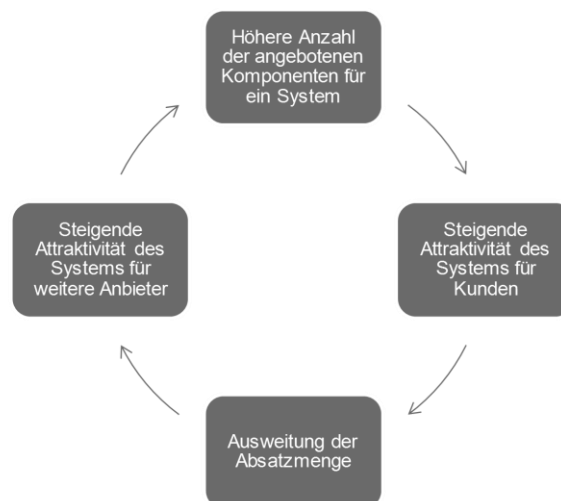 Höhere Anzahl
der angebotenen
Komponenten für
ein System
Steigende
Attraktivität des
Systems für
Kunden
Ausweitung der
Absatzmenge
Steigende
Attraktivität des
Systems für
weitere Anbieter